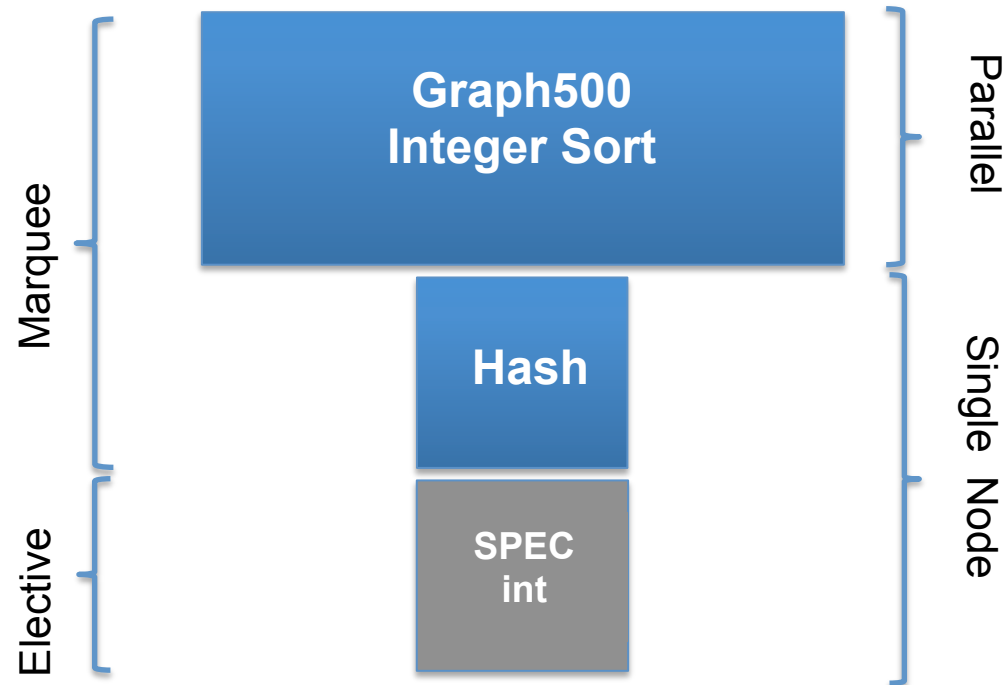 Marquee
Graph500
Integer Sort
Parallel
Hash
Single Node
Elective
SPEC
int